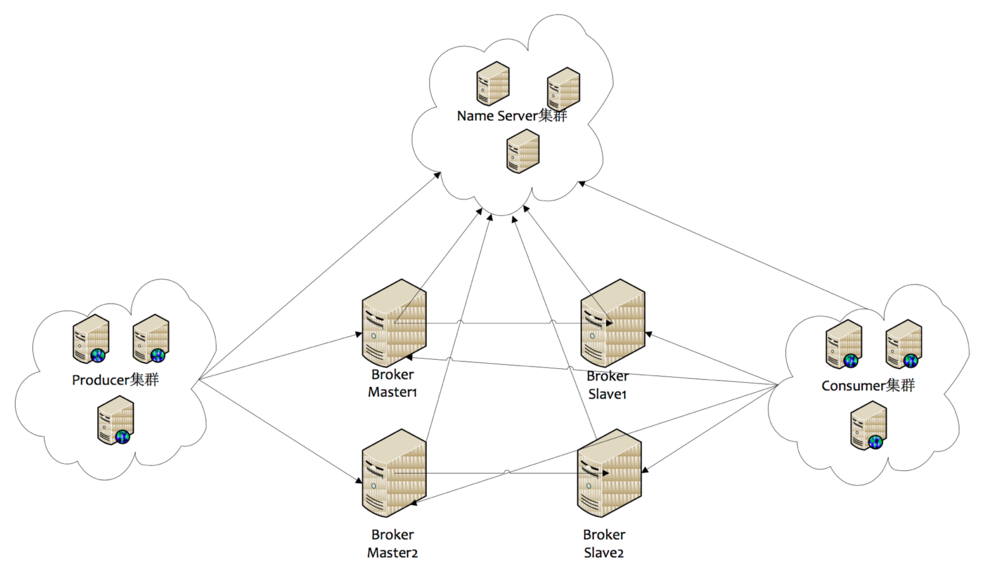 Name Server集群
Producer集群
Broker
Master1
Broker
Slave1
Consumer集群
Broker
Master2
Broker
Slave2